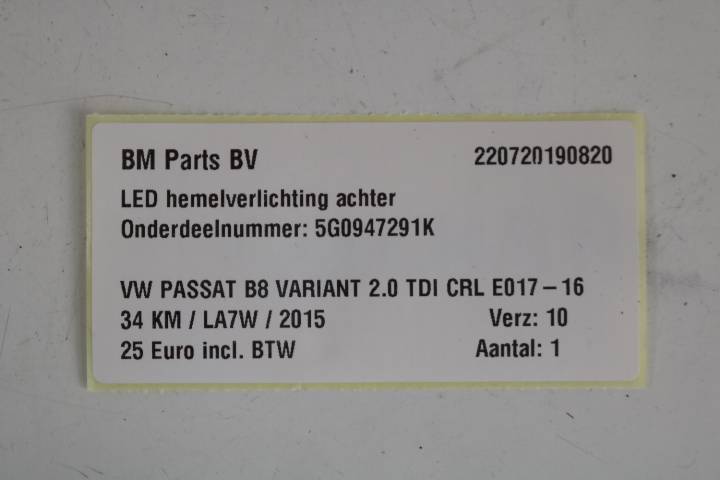 BM Parts BV 220720190820
LED hemelverlichting achter
Onderdeelnummer: 5G0947291K
VW PASSAT B8 VARIANT 2.0 TDI CRL E017 – 16
34 KM / LA7W / 2015 Verz: 10
25 Euro incl. BTW Aantal: 1